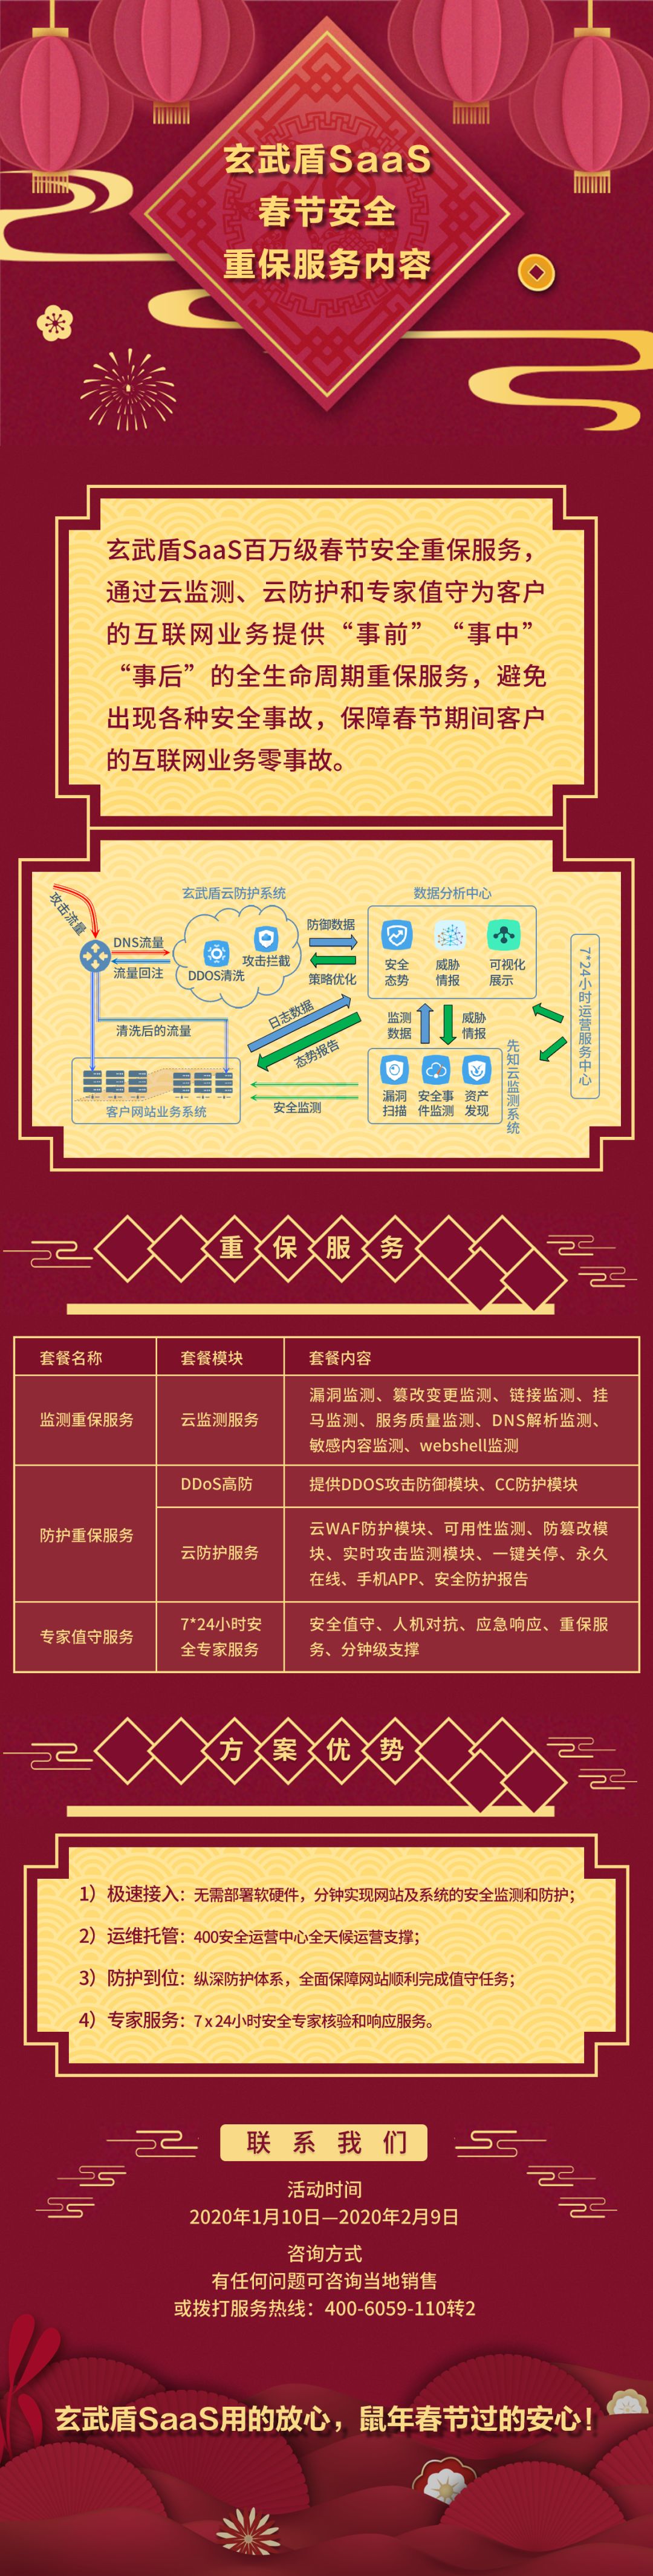 玄武盾SaaS
春节安全
重保服务内容
玄武盾SaaS百万级春节安全重保服务，
通过云监测、云防护和专家值守为客户
的互联网业务提供“事前”“事中”
“事后”的全生命周期重保服务，避免
出现各种安全事故，保障春节期间客户
的互联网业务零事故。
玄武盾云防护系统
数据分析中心
攻击流量
DNS流量
流量回注
DDOS清洗
攻击拦截
防御数据
策略优化
安全
态势
威胁
情报
可视化
展示
7*24小时运营服务中心
清洗后的流量
日志数据
态势报告
监测
数据
威胁
情报
先知云监测系统
客户网站业务系统
安全监测
漏洞
扫描
安全事
件监测
资产
发现
重保服务
套餐名称 套餐模块 套餐内容
监测重保服务 云监测服务
漏洞监测、篡改变更监测、链接监测、挂
马监测、服务质量监测、DNS解析监测、
敏感内容监测、webshell监测
防护重保服务
DDoS高防 提供DDOS攻击防御模块、CC防护模块
云防护服务
云WAF防护模块、可用性监测、防篡改模
块、实时攻击监测模块、一键关停、永久
在线、手机APP、安全防护报告
专家值守服务
7*24小时安
全专家服务
安全值守、人机对抗、应急响应、重保服
务、分钟级支撑
方案优势
1）极速接入：无需部署软硬件，分钟实现网站及系统的安全监测和防护；
2）运维托管：400安全运营中心全天候运营支撑；
3）防护到位：纵深防护体系，全面保障网站顺利完成值守任务；
4）专家服务：7 x 24小时安全专家核验和响应服务。
联系我们
活动时间
2020年1月10日—2020年2月9日
咨询方式
有任何问题可咨询当地销售
或拨打服务热线：400-6059-110转2
玄武盾SaaS用的放心，鼠年春节过的安心！